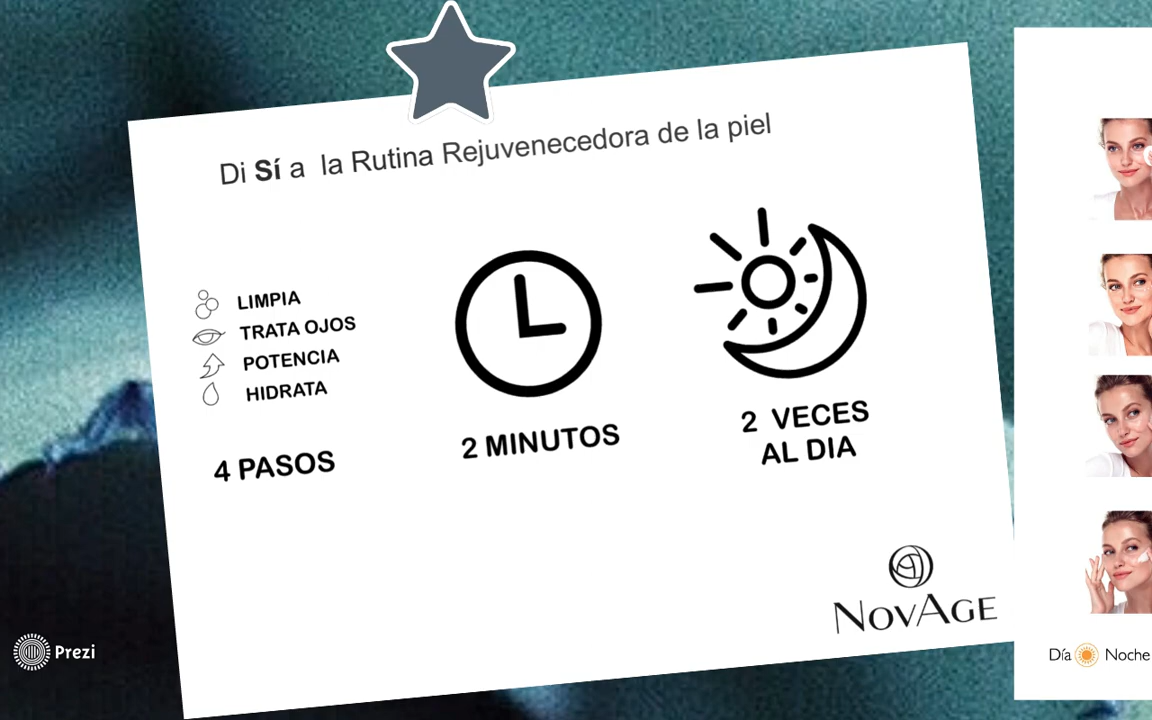 Di Sí a la Rutina Rejuvenecedora de la piel
LIMPIA
TRATA OJOS
POTENCIA
HIDRATA
4 PASOS
2 MINUTOS
2 VECES
AL DIA
NOVAGE
Prezi
Día Noche